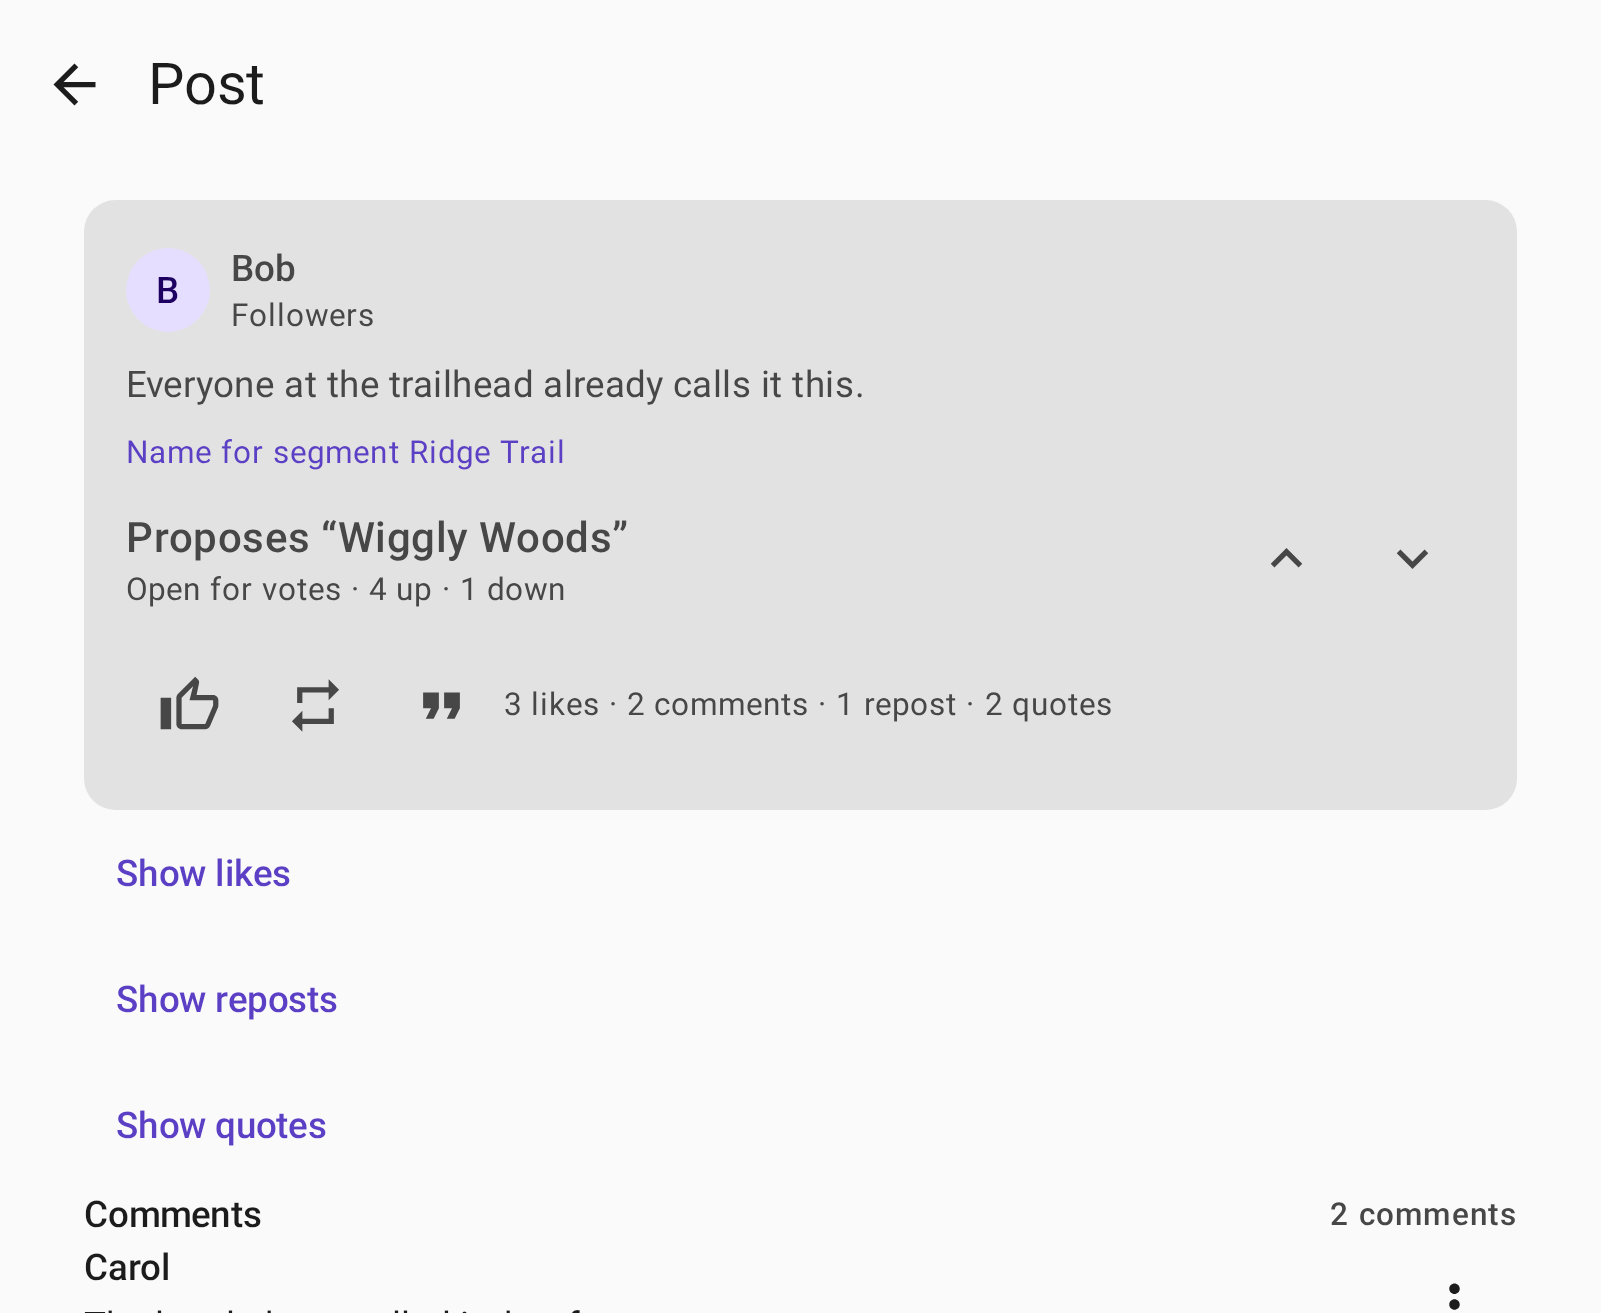 Post
B
Bob
Followers
Everyone at the trailhead already calls it this.
Name for segment Ridge Trail
Proposes “Wiggly Woods”
Open for votes · 4 up · 1 down
3 likes · 2 comments · 1 repost · 2 quotes
Show likes
Show reposts
Show quotes
Comments
2 comments
Carol